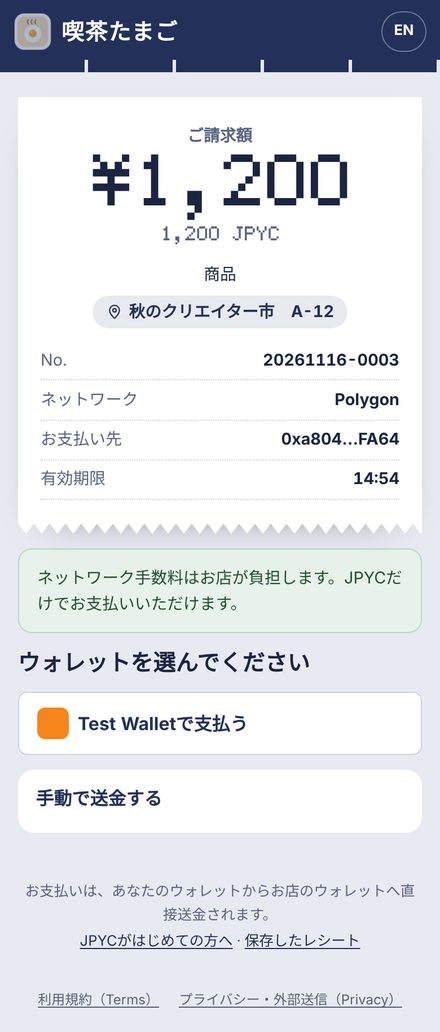 喫茶たまご
EN
ご請求額
¥1,200
1,200 JPYC
商品
秋のクリエイター市　A-12
No. 20261116-0003
ネットワーク Polygon
お支払い先 0xa804...FA64
有効期限 14:54
ネットワーク手数料はお店が負担します。JPYCだ
けでお支払いいただけます。
ウォレットを選んでください
Test Walletで支払う
手動で送金する
お支払いは、あなたのウォレットからお店のウォレットへ直
接送金されます。
JPYCがはじめての方へ · 保存したレシート
利用規約（Terms） プライバシー・外部送信（Privacy）